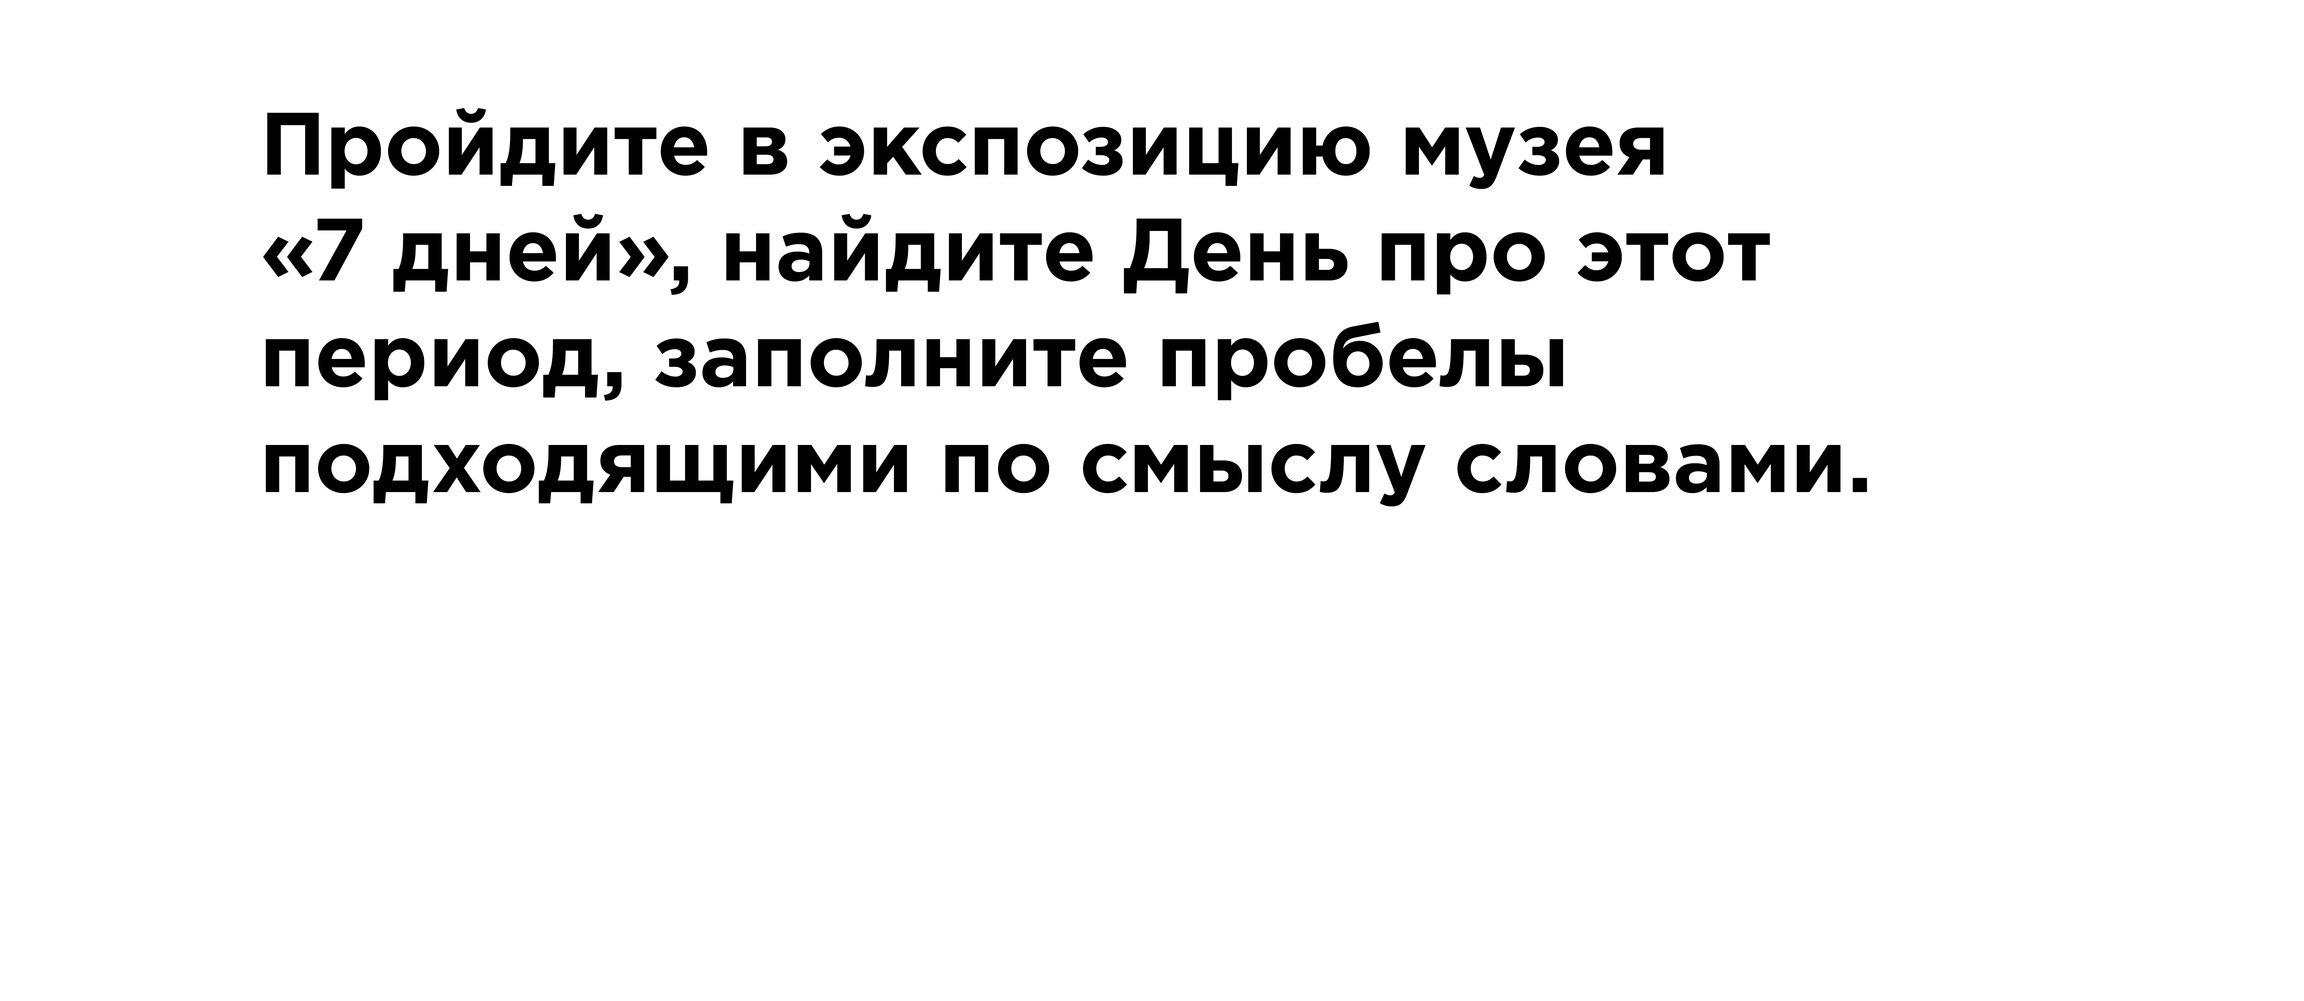 Пройдите в экспозицию музея
«7 дней», найдите День про этот
период, заполните пробелы
подходящими по смыслу словами.